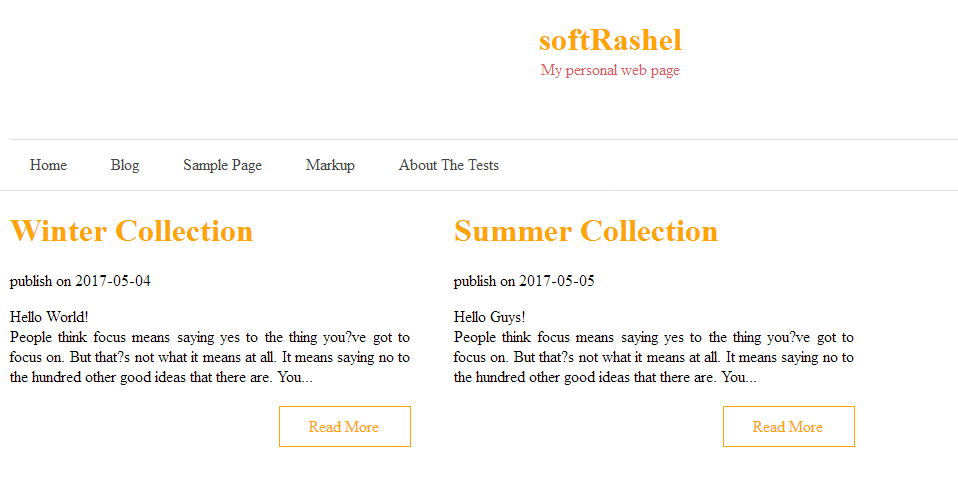 softRashel
My personal web page
Home Blog Sample Page Markup About The Tests
Winter Collection
publish on 2017-05-04
Hello World!
People think focus means saying yes to the thing you?ve got to
focus on. But that?s not what it means at all. It means saying no to
the hundred other good ideas that there are. You...
Read More
Summer Collection
publish on 2017-05-05
Hello Guys!
People think focus means saying yes to the thing you?ve got to
focus on. But that?s not what it means at all. It means saying no to
the hundred other good ideas that there are. You...
Read More